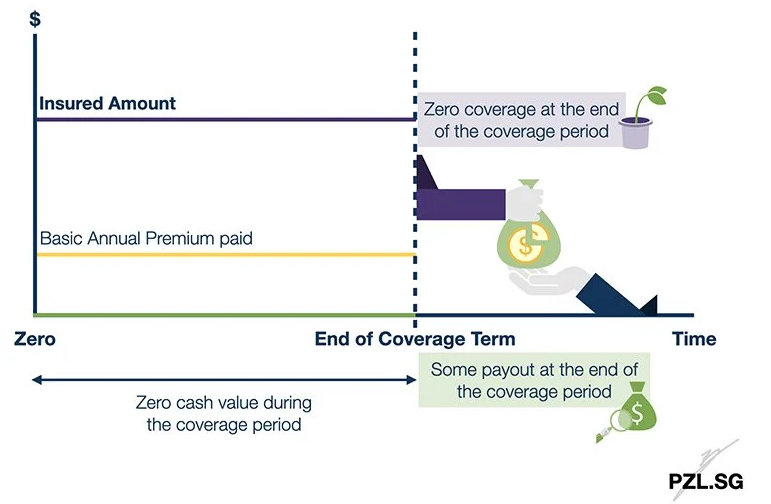 $
Insured Amount
Zero coverage at the end
of the coverage period
$
Basic Annual Premium paid
Zero
End of Coverage Term
Time
Zero cash value during
the coverage period
Some payout at the end of
the coverage period
$
PZL.SG